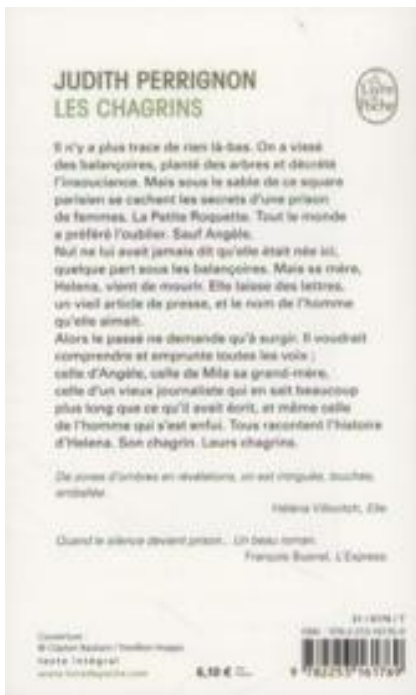 JUDITH PERRIGNON
LES CHAGRINS
Le Livre de Poche
Il n'y a plus trace de rien là-bas. On a vissé
des balançoires, planté des arbres et décrété
l'insouciance. Mais sous le sable de ce square
parisien se cachent les secrets d'une prison
de femmes. La Petite Roquette. Tout le monde
a préféré l'oublier. Sauf Angèle.
Nul ne lui avait jamais dit qu'elle était née ici,
quelque part sous les balançoires. Mais sa mère,
Helena, vient de mourir. Elle laisse des lettres,
un vieil article de presse, et le nom de l'homme
qu'elle aimait.
Alors le passé ne demande qu'à surgir. Il voudrait
comprendre et emprunte toutes les voix :
celle d'Angèle, celle de Mila sa grand-mère,
celle d'un vieux journaliste qui en sait beaucoup
plus long que ce qu'il avait écrit, et même celle
de l'homme qui s'est enfui. Tous racontent l'histoire
d'Helena. Son chagrin. Leurs chagrins.
De zones d'ombres en révélations, on est intriguée, touchée,
emballée.
Elle
Quand le silence devient prison... Un beau roman.
François Busnel, L'Express
Couverture :
texte intégral
www.livredepoche.com
6,10 €
9 782253 161769